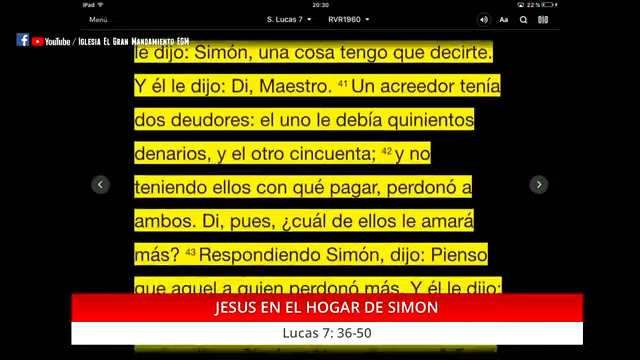 iPad
20:30
22 %
Menú
S. Lucas 7
RVR1960
Aa
YouTube / Iglesia El Gran Mandamiento EGM
le dijo: Simón, una cosa tengo que decirte.
Y él le dijo: Di, Maestro. 41 Un acreedor tenía
dos deudores: el uno le debía quinientos
denarios, y el otro cincuenta; 42 y no
teniendo ellos con qué pagar, perdonó a
ambos. Di, pues, ¿cuál de ellos le amará
más? 43 Respondiendo Simón, dijo: Pienso
que aquel a quien perdonó más. Y él le dijo:
JESUS EN EL HOGAR DE SIMON
Lucas 7: 36-50